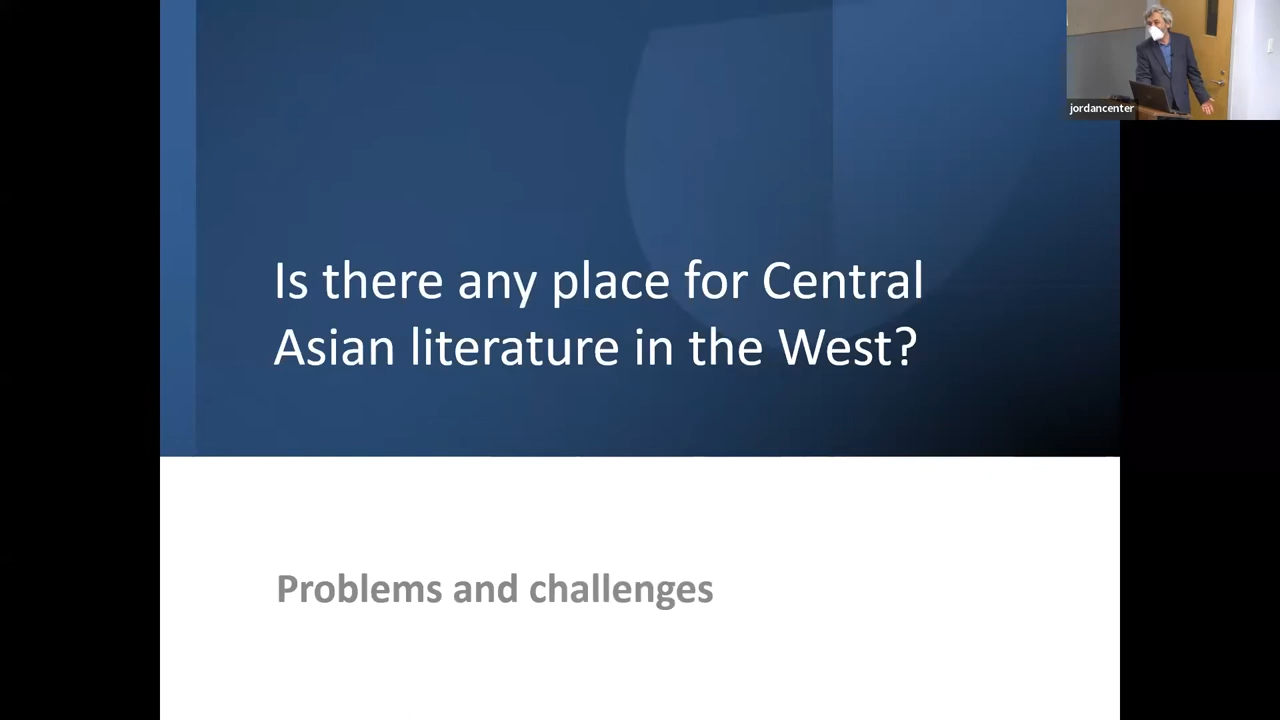 jordancenter
Is there any place for Central
Asian literature in the West?
Problems and challenges